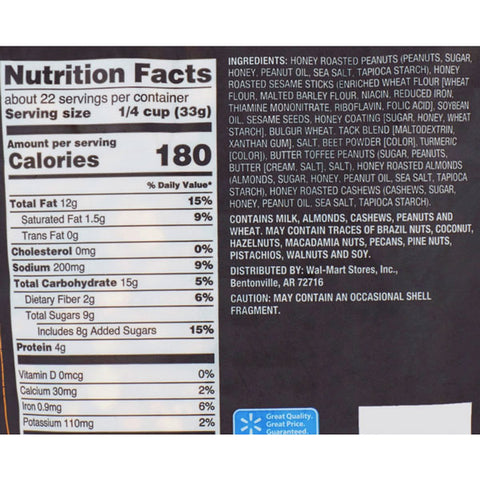 Nutrition Facts
about 22 servings per container
Serving size 1/4 cup (33g)
Amount per serving
Calories 180
% Daily Value*
Total Fat 12g 15%
Saturated Fat 1.5g 9%
Trans Fat 0g
Cholesterol 0mg 0%
Sodium 200mg 9%
Total Carbohydrate 15g 5%
Dietary Fiber 2g 6%
Total Sugars 9g
Includes 8g Added Sugars 15%
Protein 4g
Vitamin D 0mcg 0%
Calcium 30mg 2%
Iron 0.9mg 6%
Potassium 110mg 2%
INGREDIENTS: HONEY ROASTED PEANUTS (PEANUTS, SUGAR,
HONEY, PEANUT OIL, SEA SALT, TAPIOCA STARCH), HONEY
ROASTED SESAME STICKS (ENRICHED WHEAT FLOUR [WHEAT
FLOUR, MALTED BARLEY FLOUR, NIACIN, REDUCED IRON,
THIAMINE MONONITRATE, RIBOFLAVIN, FOLIC ACID], SOYBEAN
OIL, SESAME SEEDS, HONEY COATING [SUGAR, HONEY, WHEAT
STARCH], BULGUR WHEAT, TACK BLEND [MALTODEXTRIN,
XANTHAN GUM], SALT, BEET POWDER [COLOR], TURMERIC
[COLOR]), BUTTER TOFFEE PEANUTS (SUGAR, PEANUTS,
BUTTER [CREAM, SALT], SALT), HONEY ROASTED ALMONDS
(ALMONDS, SUGAR, HONEY, PEANUT OIL, SEA SALT, TAPIOCA
STARCH), HONEY ROASTED CASHEWS (CASHEWS, SUGAR,
HONEY, PEANUT OIL, SEA SALT, TAPIOCA STARCH).
CONTAINS MILK, ALMONDS, CASHEWS, PEANUTS AND
WHEAT. MAY CONTAIN TRACES OF BRAZIL NUTS, COCONUT,
HAZELNUTS, MACADAMIA NUTS, PECANS, PINE NUTS,
PISTACHIOS, WALNUTS AND SOY.
DISTRIBUTED BY: Wal-Mart Stores, Inc.,
Bentonville, AR 72716
CAUTION: MAY CONTAIN AN OCCASIONAL SHELL
FRAGMENT.
Great Quality.
Great Price.
Guaranteed.